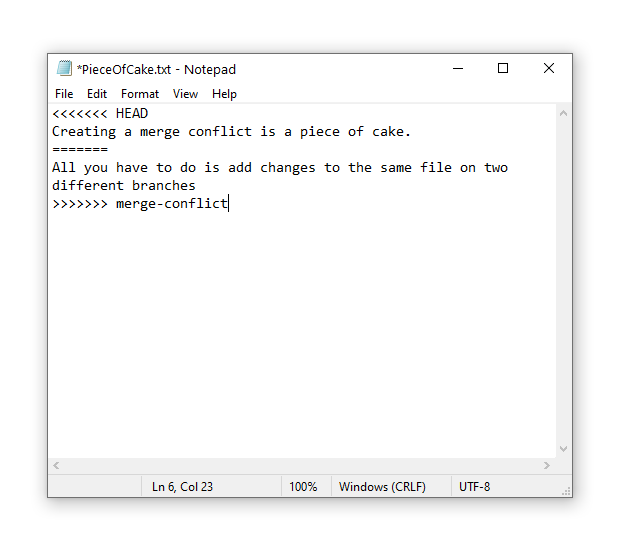 *PieceOfCake.txt - Notepad
File Edit Format View Help
<<<<<<< HEAD
Creating a merge conflict is a piece of cake.
=======
All you have to do is add changes to the same file on two
different branches
>>>>>>> merge-conflict
Ln 6, Col 23 100% Windows (CRLF) UTF-8